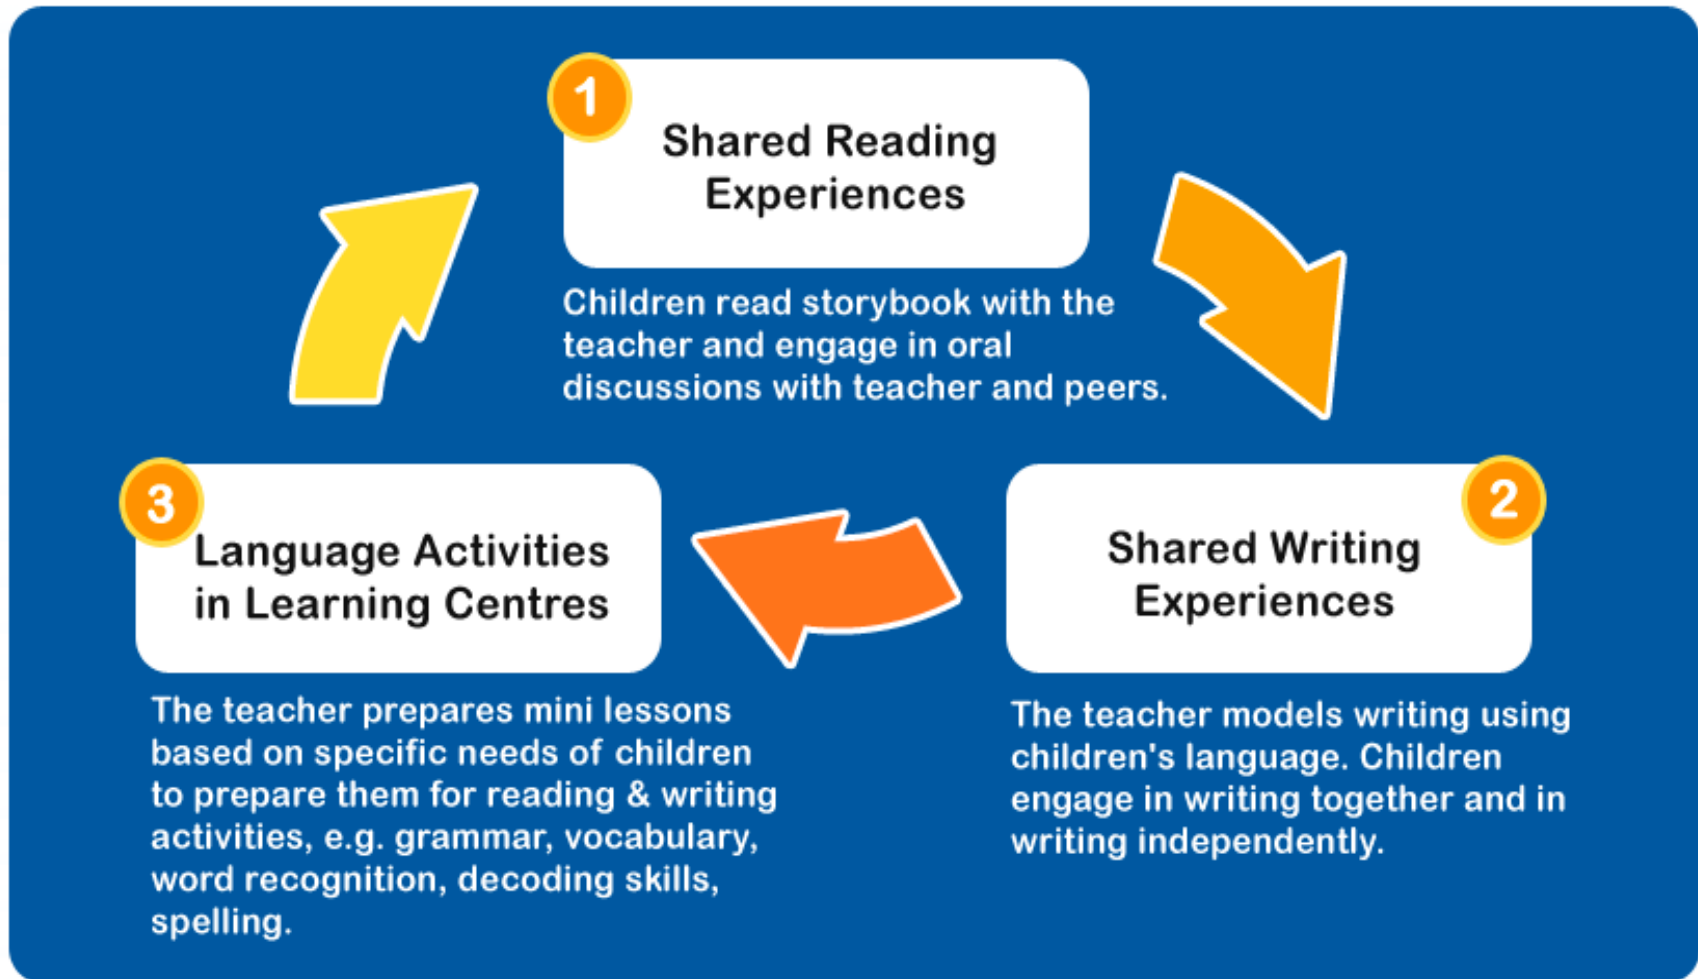 1
Shared Reading
Experiences
Children read storybook with the
teacher and engage in oral
discussions with teacher and peers.
2
Shared Writing
Experiences
The teacher models writing using
children's language. Children
engage in writing together and in
writing independently.
3
Language Activities
in Learning Centres
The teacher prepares mini lessons
based on specific needs of children
to prepare them for reading & writing
activities, e.g. grammar, vocabulary,
word recognition, decoding skills,
spelling.